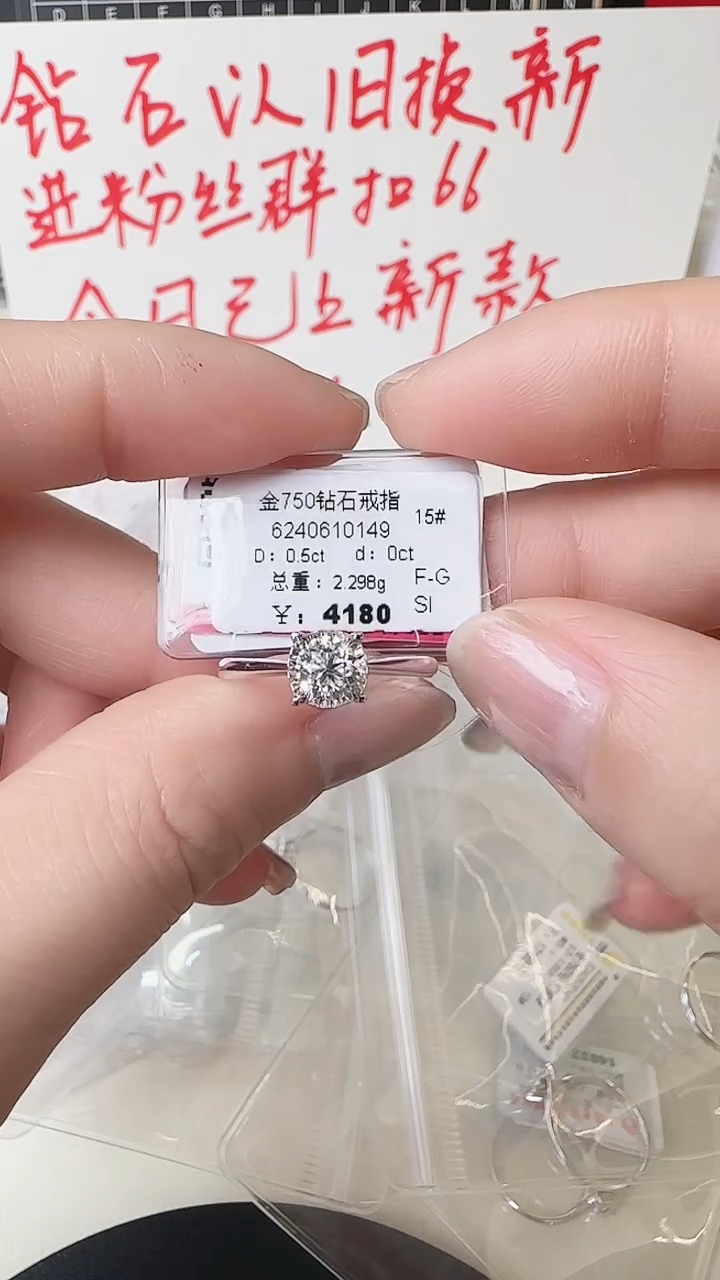 D E F G H I J K L M N
钻石以旧换新
进粉丝群扣66
今日已上新款
金750钻石戒指
15#
6240610149
D：0.5ct d：0ct
总重：2.298g
F-G
SI
¥：4180